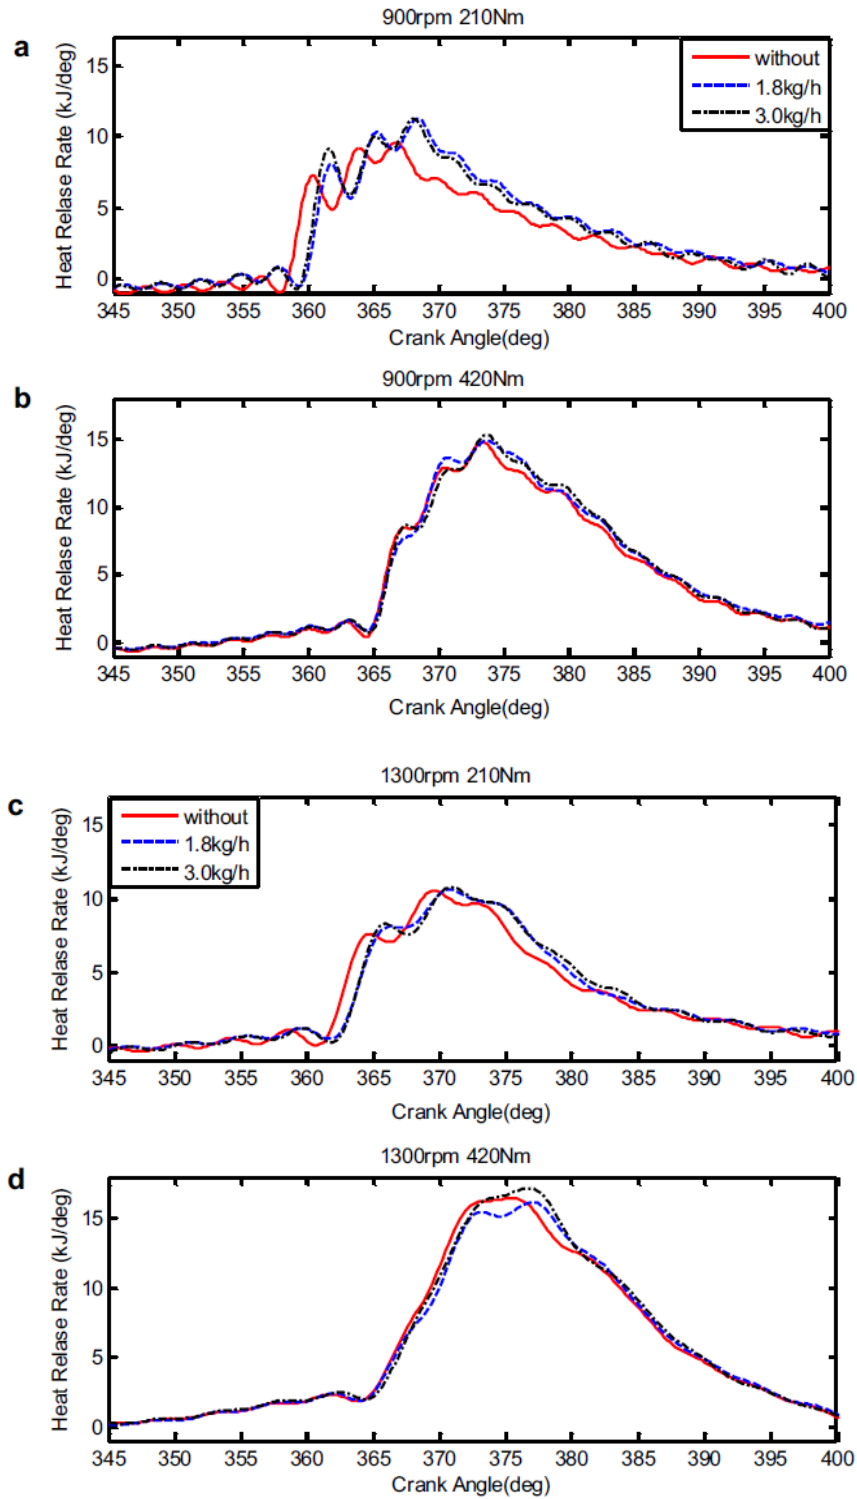 900rpm 210Nm
a
Heat Relase Rate (kJ/deg)
15
10
5
0
without
1.8kg/h
3.0kg/h
345 350 355 360 365 370 375 380 385 390 395 400
Crank Angle(deg)
900rpm 420Nm
b
Heat Relase Rate (kJ/deg)
15
10
5
0
345 350 355 360 365 370 375 380 385 390 395 400
Crank Angle(deg)
1300rpm 210Nm
c
Heat Relase Rate (kJ/deg)
15
10
5
0
without
1.8kg/h
3.0kg/h
345 350 355 360 365 370 375 380 385 390 395 400
Crank Angle(deg)
1300rpm 420Nm
d
Heat Relase Rate (kJ/deg)
15
10
5
0
345 350 355 360 365 370 375 380 385 390 395 400
Crank Angle(deg)